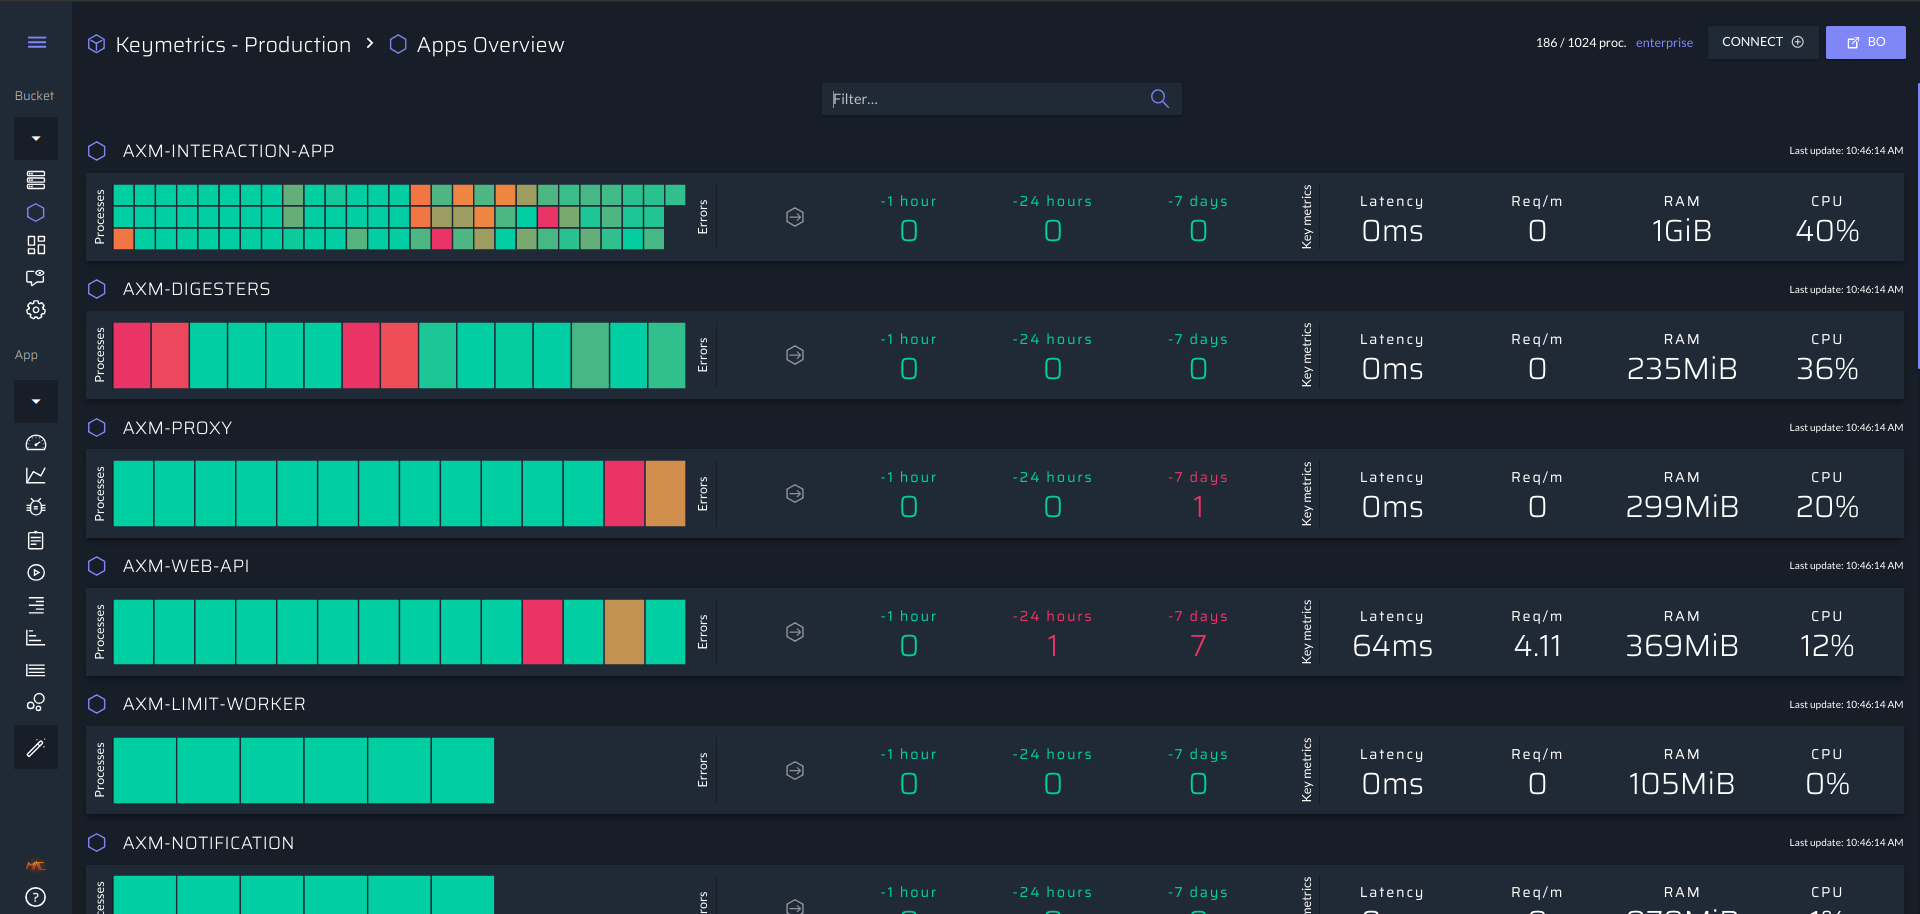 Keymetrics - Production > Apps Overview
186 / 1024 proc. enterprise CONNECT BO
Bucket
App
Filter...
AXM-INTERACTION-APP Last update: 10:46:14 AM
Processes Errors -1 hour -24 hours -7 days Key metrics Latency Req/m RAM CPU
0 0 0 0ms 0 1GiB 40%
AXM-DIGESTERS Last update: 10:46:14 AM
Processes Errors -1 hour -24 hours -7 days Key metrics Latency Req/m RAM CPU
0 0 0 0ms 0 235MiB 36%
AXM-PROXY Last update: 10:46:14 AM
Processes Errors -1 hour -24 hours -7 days Key metrics Latency Req/m RAM CPU
0 0 1 0ms 0 299MiB 20%
AXM-WEB-API Last update: 10:46:14 AM
Processes Errors -1 hour -24 hours -7 days Key metrics Latency Req/m RAM CPU
0 1 7 64ms 4.11 369MiB 12%
AXM-LIMIT-WORKER Last update: 10:46:14 AM
Processes Errors -1 hour -24 hours -7 days Key metrics Latency Req/m RAM CPU
0 0 0 0ms 0 105MiB 0%
AXM-NOTIFICATION Last update: 10:46:14 AM
-1 hour -24 hours -7 days Latency Req/m RAM CPU